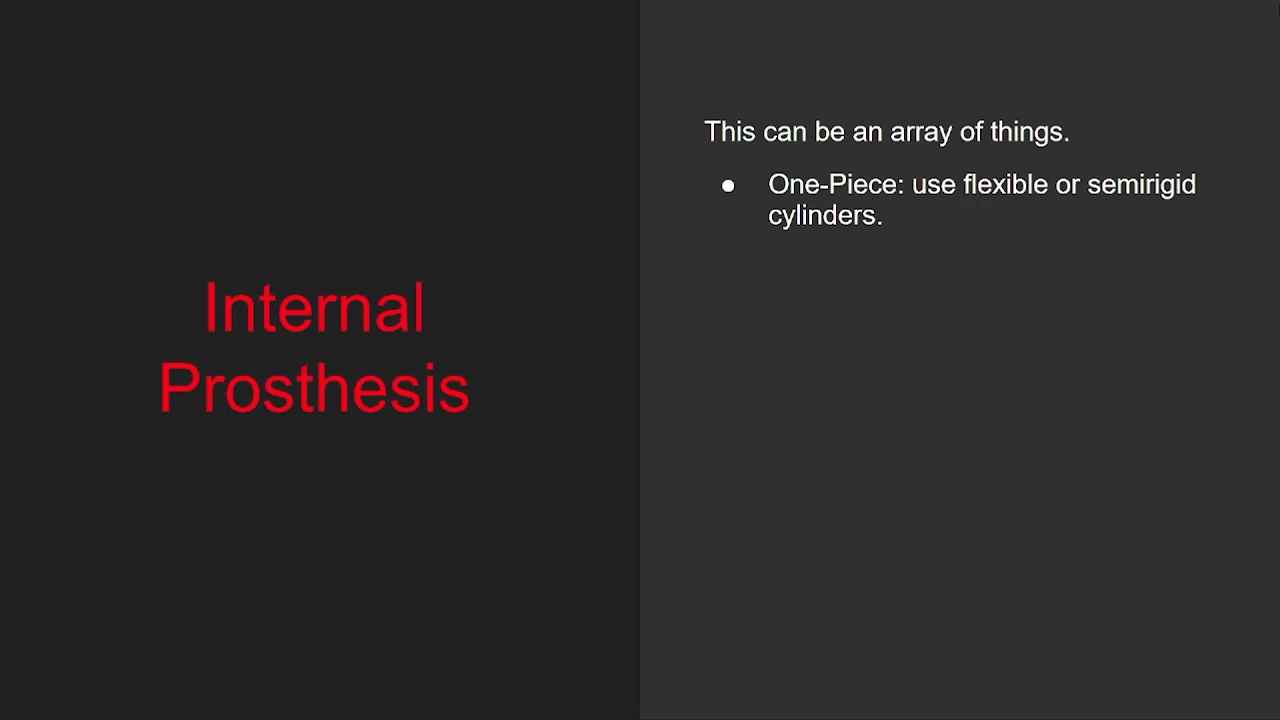 Internal
Prosthesis
This can be an array of things.
● One-Piece: use flexible or semirigid
cylinders.